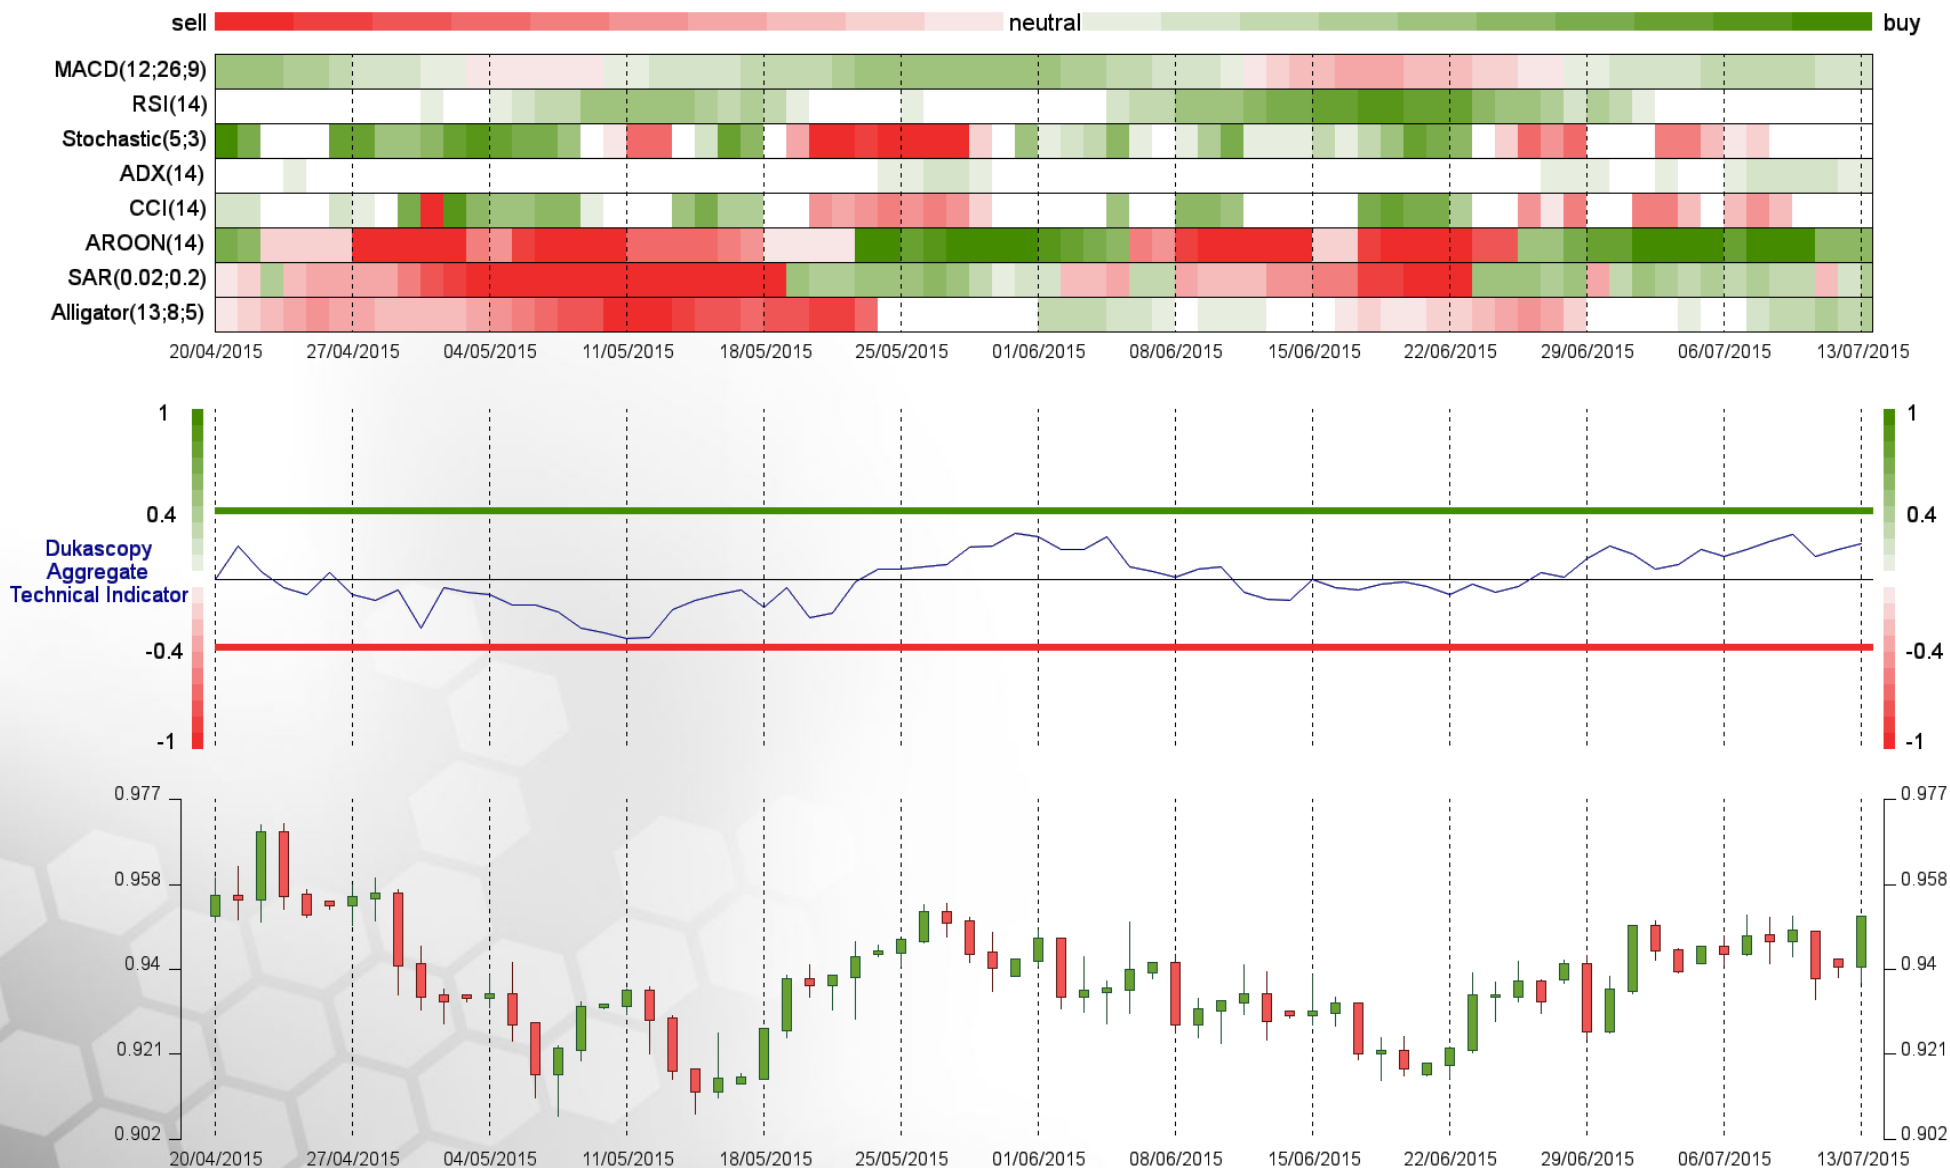 sell neutral buy
MACD(12;26;9)
RSI(14)
Stochastic(5;3)
ADX(14)
CCI(14)
AROON(14)
SAR(0.02;0.2)
Alligator(13;8;5)
20/04/2015 27/04/2015 04/05/2015 11/05/2015 18/05/2015 25/05/2015 01/06/2015 08/06/2015 15/06/2015 22/06/2015 29/06/2015 06/07/2015 13/07/2015
1 1
0.4 0.4
Dukascopy
Aggregate
Technical Indicator
-0.4 -0.4
-1 -1
0.977 0.977
0.958 0.958
0.94 0.94
0.921 0.921
0.902 0.902
20/04/2015 27/04/2015 04/05/2015 11/05/2015 18/05/2015 25/05/2015 01/06/2015 08/06/2015 15/06/2015 22/06/2015 29/06/2015 06/07/2015 13/07/2015